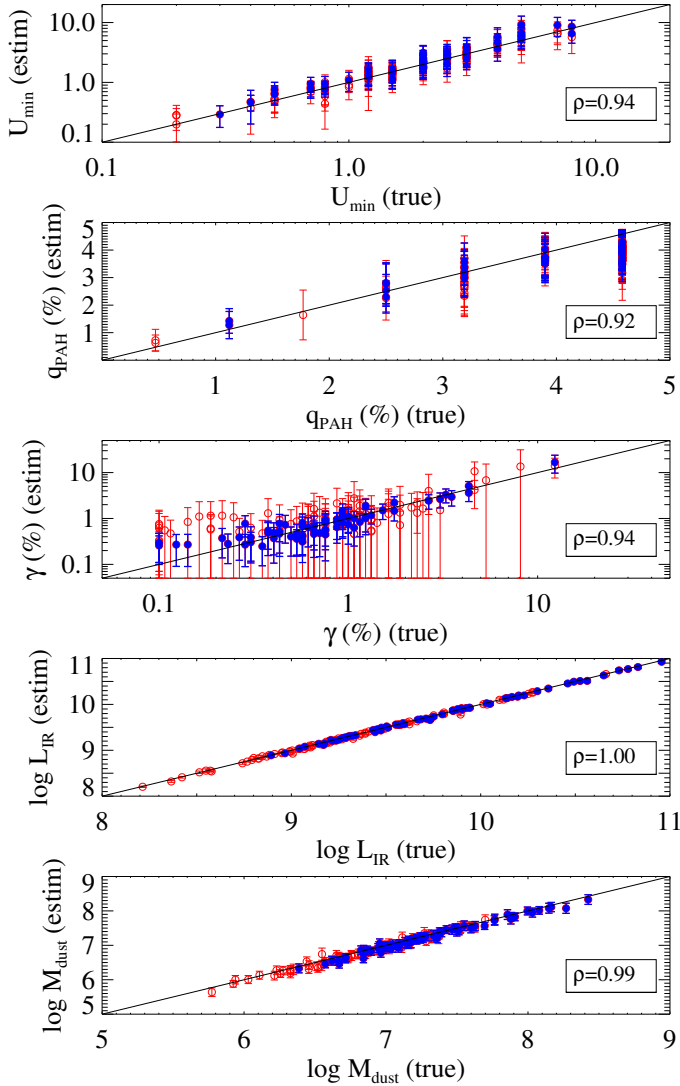 10.0
1.0
0.1
U_min (estim)
ρ=0.94
0.1 1.0 10.0
U_min (true)
5
4
3
2
1
q_PAH (%) (estim)
ρ=0.92
1 2 3 4 5
q_PAH (%) (true)
10
1
0.1
γ (%) (estim)
ρ=0.94
0.1 1 10
γ (%) (true)
11
10
9
8
log L_IR (estim)
ρ=1.00
8 9 10 11
log L_IR (true)
9
8
7
6
5
log M_dust (estim)
ρ=0.99
5 6 7 8 9
log M_dust (true)